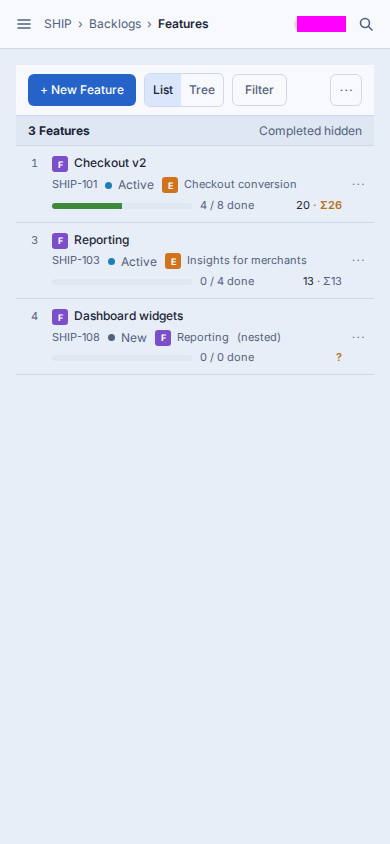 SHIP › Backlogs › Features
+ New Feature List Tree Filter ...
3 Features Completed hidden
1 F Checkout v2
SHIP-101 Active E Checkout conversion ...
4 / 8 done 20 · Σ26
3 F Reporting
SHIP-103 Active E Insights for merchants ...
0 / 4 done 13 · Σ13
4 F Dashboard widgets
SHIP-108 New F Reporting (nested) ...
0 / 0 done ?